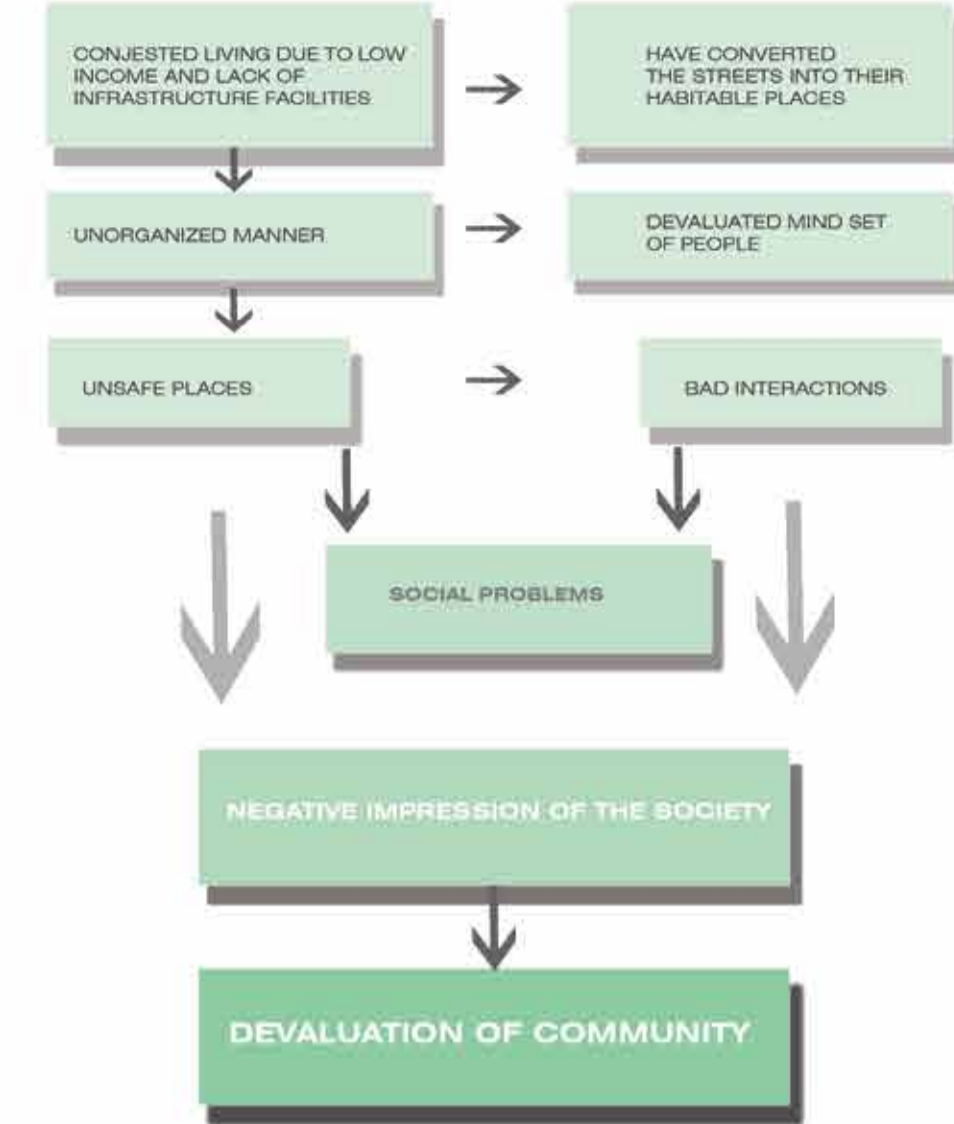 CONJESTED LIVING DUE TO LOW
INCOME AND LACK OF
INFRASTRUCTURE FACILITIES
HAVE CONVERTED
THE STREETS INTO THEIR
HABITABLE PLACES
UNORGANIZED MANNER
DEVALUATED MIND SET
OF PEOPLE
UNSAFE PLACES
BAD INTERACTIONS
SOCIAL PROBLEMS
NEGATIVE IMPRESSION OF THE SOCIETY
DEVALUATION OF COMMUNITY